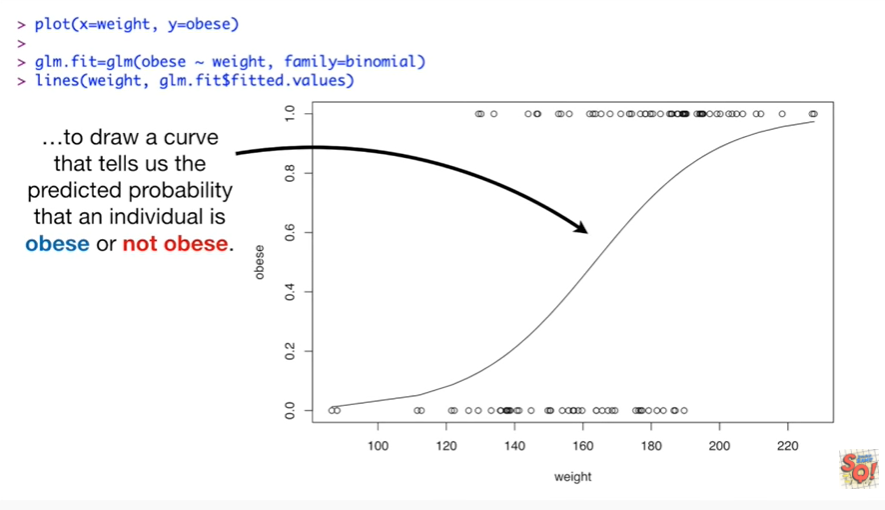 > plot(x=weight, y=obese)
>
> glm.fit=glm(obese ~ weight, family=binomial)
> lines(weight, glm.fit$fitted.values)
...to draw a curve
that tells us the
predicted probability
that an individual is
obese or not obese.
obese
1.0
0.8
0.6
0.4
0.2
0.0
100 120 140 160 180 200 220
weight
SO!